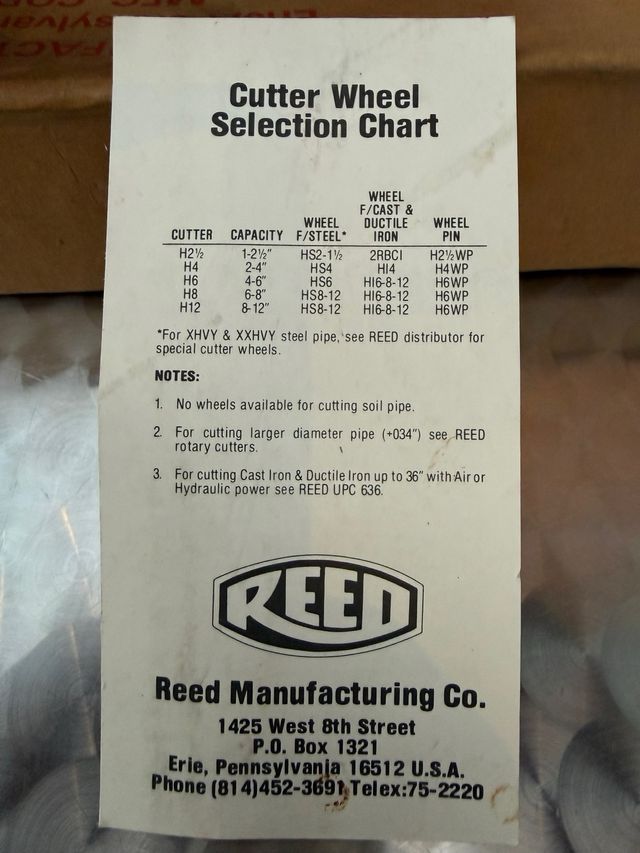 Cutter Wheel
Selection Chart
WHEEL
F/CAST &
WHEEL DUCTILE WHEEL
CUTTER CAPACITY F/STEEL* IRON PIN
H2½ 1-2½" HS2-1½ 2RBCI H2½WP
H4 2-4" HS4 HI4 H4WP
H6 4-6" HS6 HI6-8-12 H6WP
H8 6-8" HS8-12 HI6-8-12 H6WP
H12 8-12" HS8-12 HI6-8-12 H6WP
*For XHVY & XXHVY steel pipe, see REED distributor for
special cutter wheels.
NOTES:
1. No wheels available for cutting soil pipe.
2. For cutting larger diameter pipe (+034") see REED
rotary cutters.
3. For cutting Cast Iron & Ductile Iron up to 36" with Air or
Hydraulic power see REED UPC 636.
REED
Reed Manufacturing Co.
1425 West 8th Street
P.O. Box 1321
Erie, Pennsylvania 16512 U.S.A.
Phone (814)452-3691 Telex:75-2220